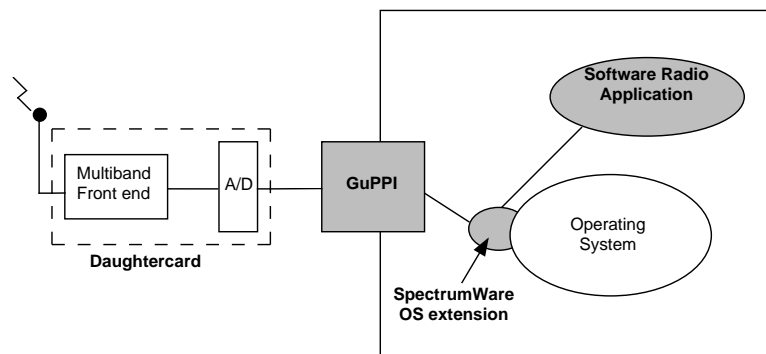 Software Radio
Application
Multiband
Front end
A/D
GuPPI
Operating
System
Daughtercard
SpectrumWare
OS extension